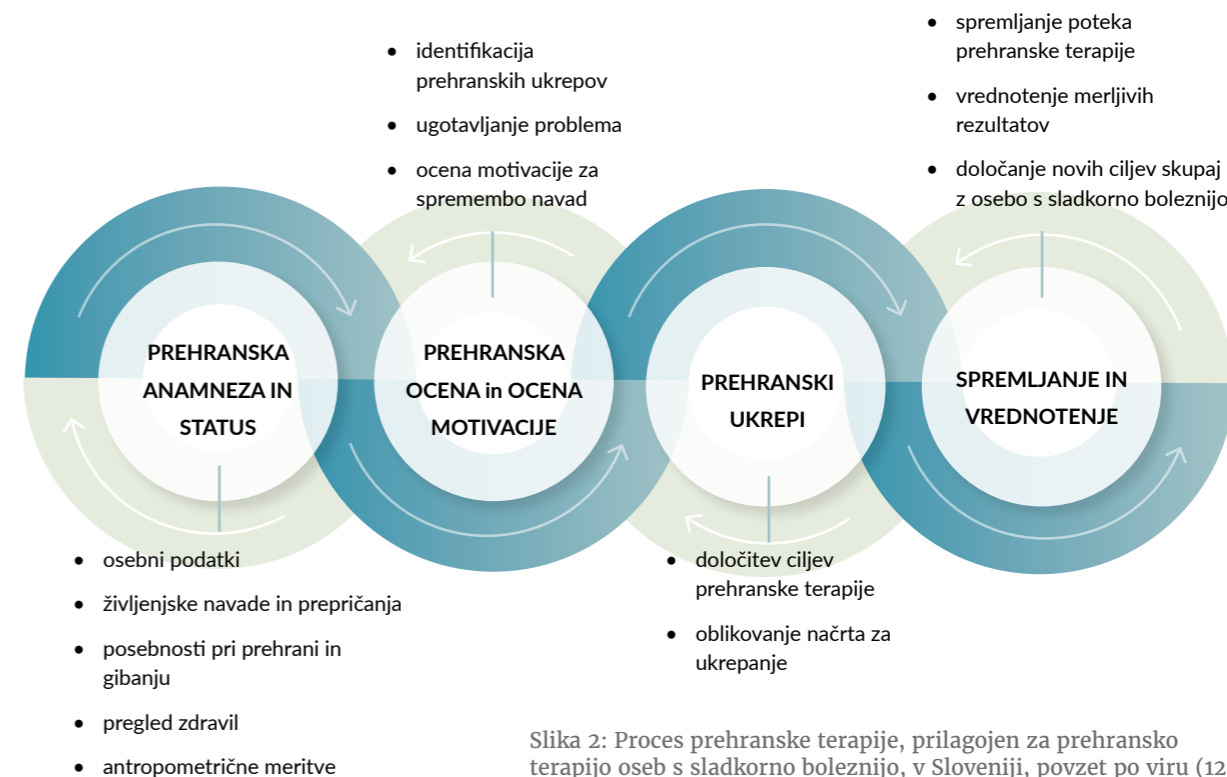 • identifikacija
prehranskih ukrepov
• ugotavljanje problema
• ocena motivacije za
spremembo navad
• spremljanje poteka
prehranske terapije
• vrednotenje merljivih
rezultatov
• določanje novih ciljev skupaj
z osebo s sladkorno boleznijo
PREHRANSKA
ANAMNEZA IN
STATUS
PREHRANSKA
OCENA in OCENA
MOTIVACIJE
PREHRANSKI
UKREPI
SPREMLJANJE IN
VREDNOTENJE
• osebni podatki
• življenjske navade in prepričanja
• posebnosti pri prehrani in
gibanju
• pregled zdravil
• antropometrične meritve
• določitev ciljev
prehranske terapije
• oblikovanje načrta za
ukrepanje
Slika 2: Proces prehranske terapije, prilagojen za prehransko
terapijo oseb s sladkorno boleznijo, v Sloveniji, povzet po viru (12